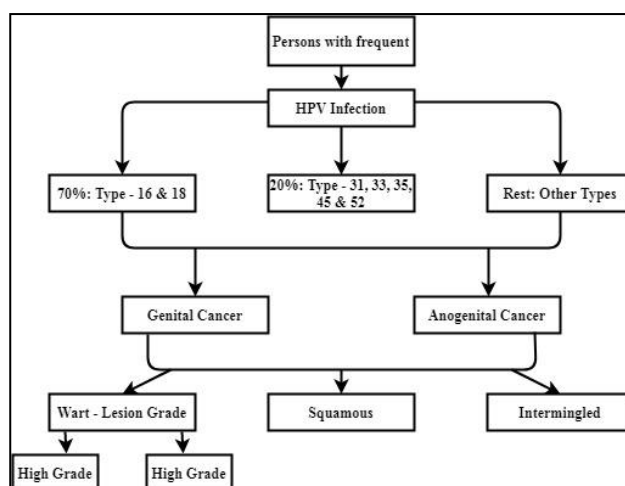 Persons with frequent
HPV Infection
70%: Type - 16 & 18
20%: Type - 31, 33, 35,
45 & 52
Rest: Other Types
Genital Cancer
Anogenital Cancer
Wart - Lesion Grade
Squamous
Intermingled
High Grade
High Grade